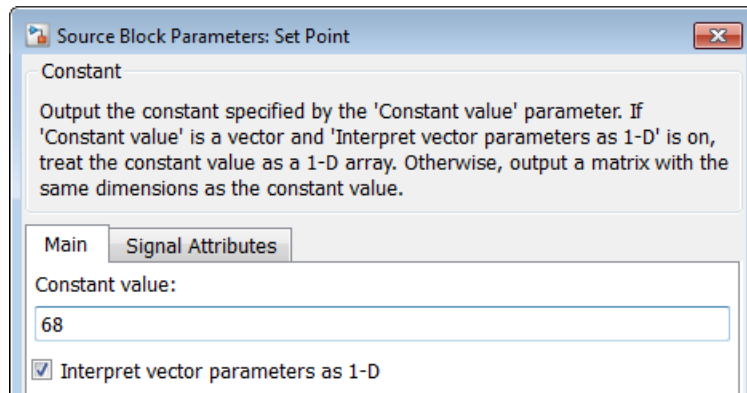 Source Block Parameters: Set Point
Constant
Output the constant specified by the 'Constant value' parameter. If
'Constant value' is a vector and 'Interpret vector parameters as 1-D' is on,
treat the constant value as a 1-D array. Otherwise, output a matrix with the
same dimensions as the constant value.
Main Signal Attributes
Constant value:
68
Interpret vector parameters as 1-D